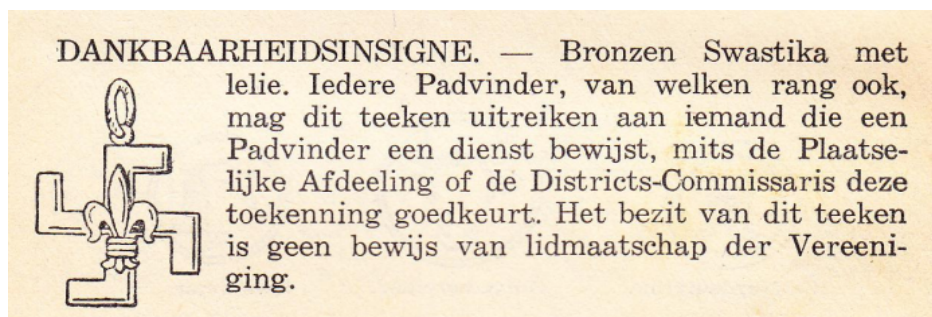 DANKBAARHEIDSINSIGNE. — Bronzen Swastika met
lelie. Iedere Padvinder, van welken rang ook,
mag dit teeken uitreiken aan iemand die een
Padvinder een dienst bewijst, mits de Plaatse-
lijke Afdeeling of de Districts-Commissaris deze
toekenning goedkeurt. Het bezit van dit teeken
is geen bewijs van lidmaatschap der Vereeni-
ging.